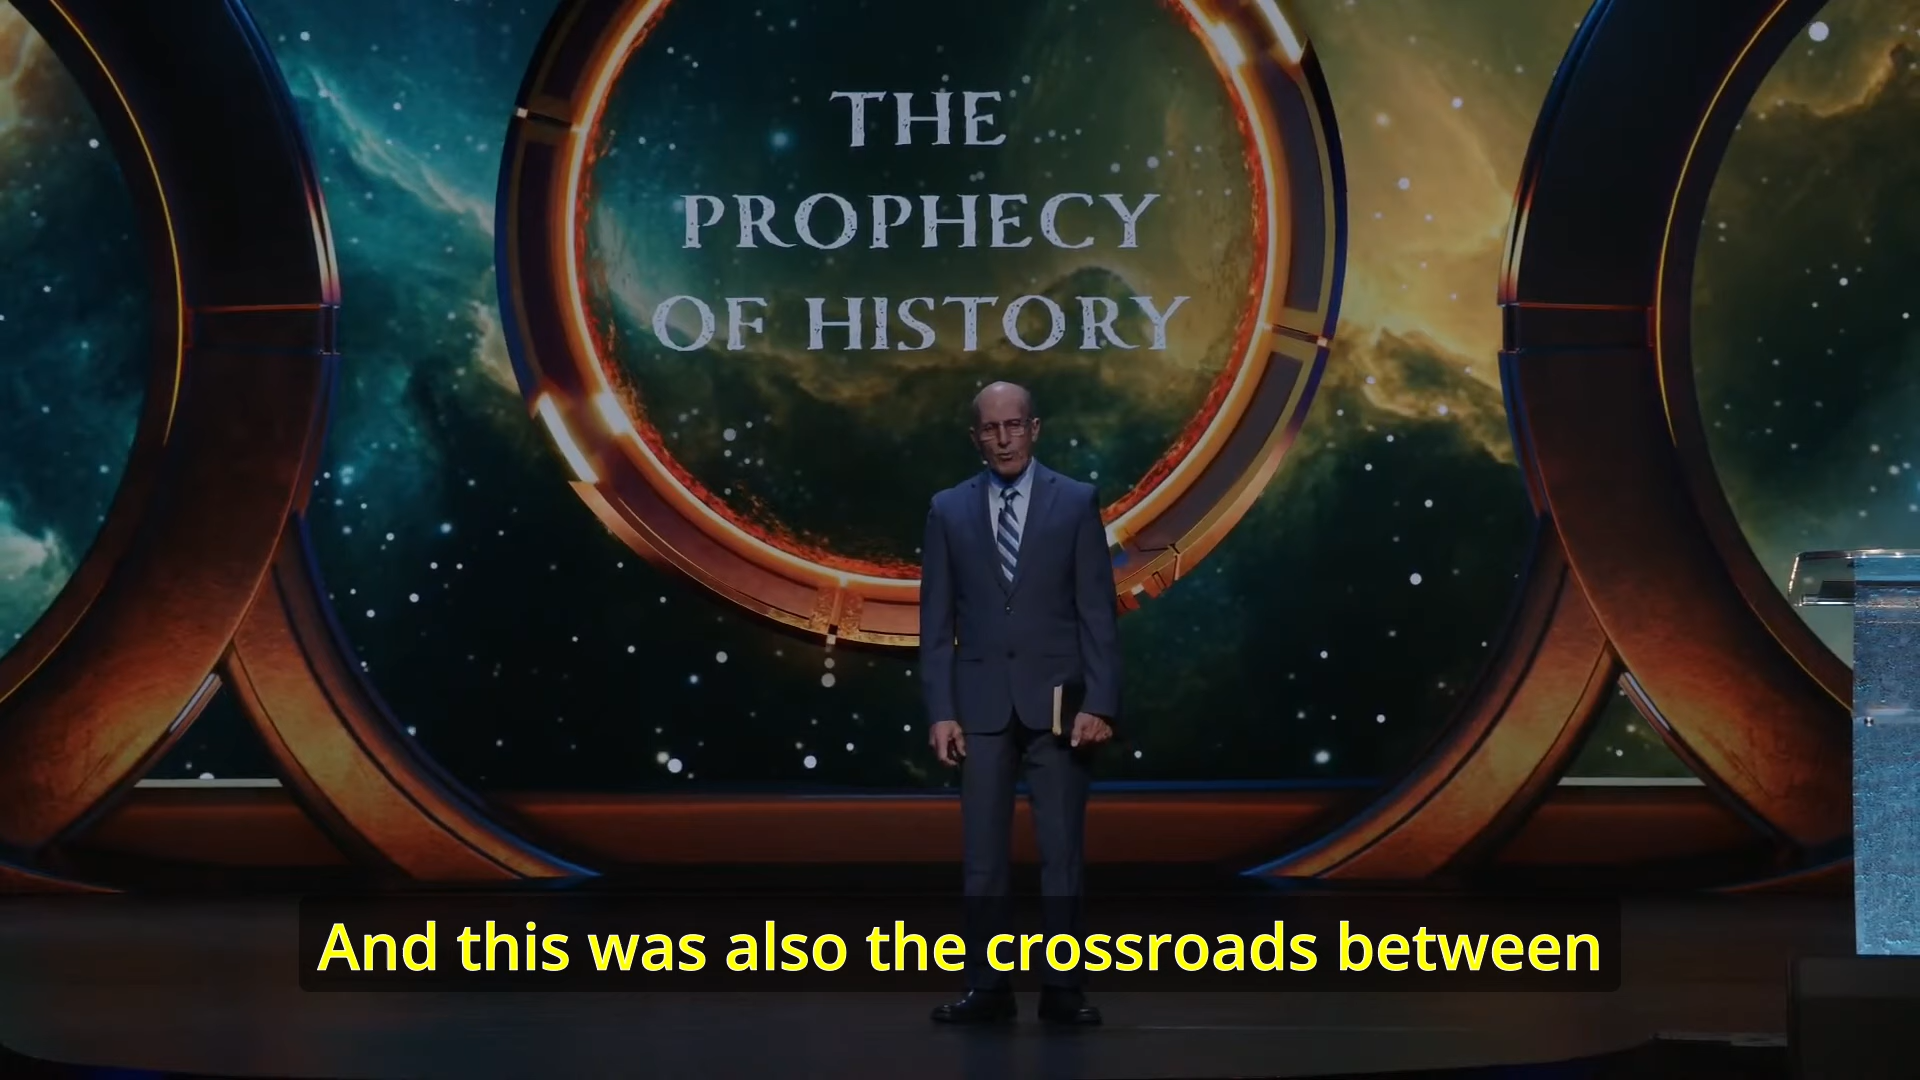 THE
PROPHECY
OF HISTORY
And this was also the crossroads between